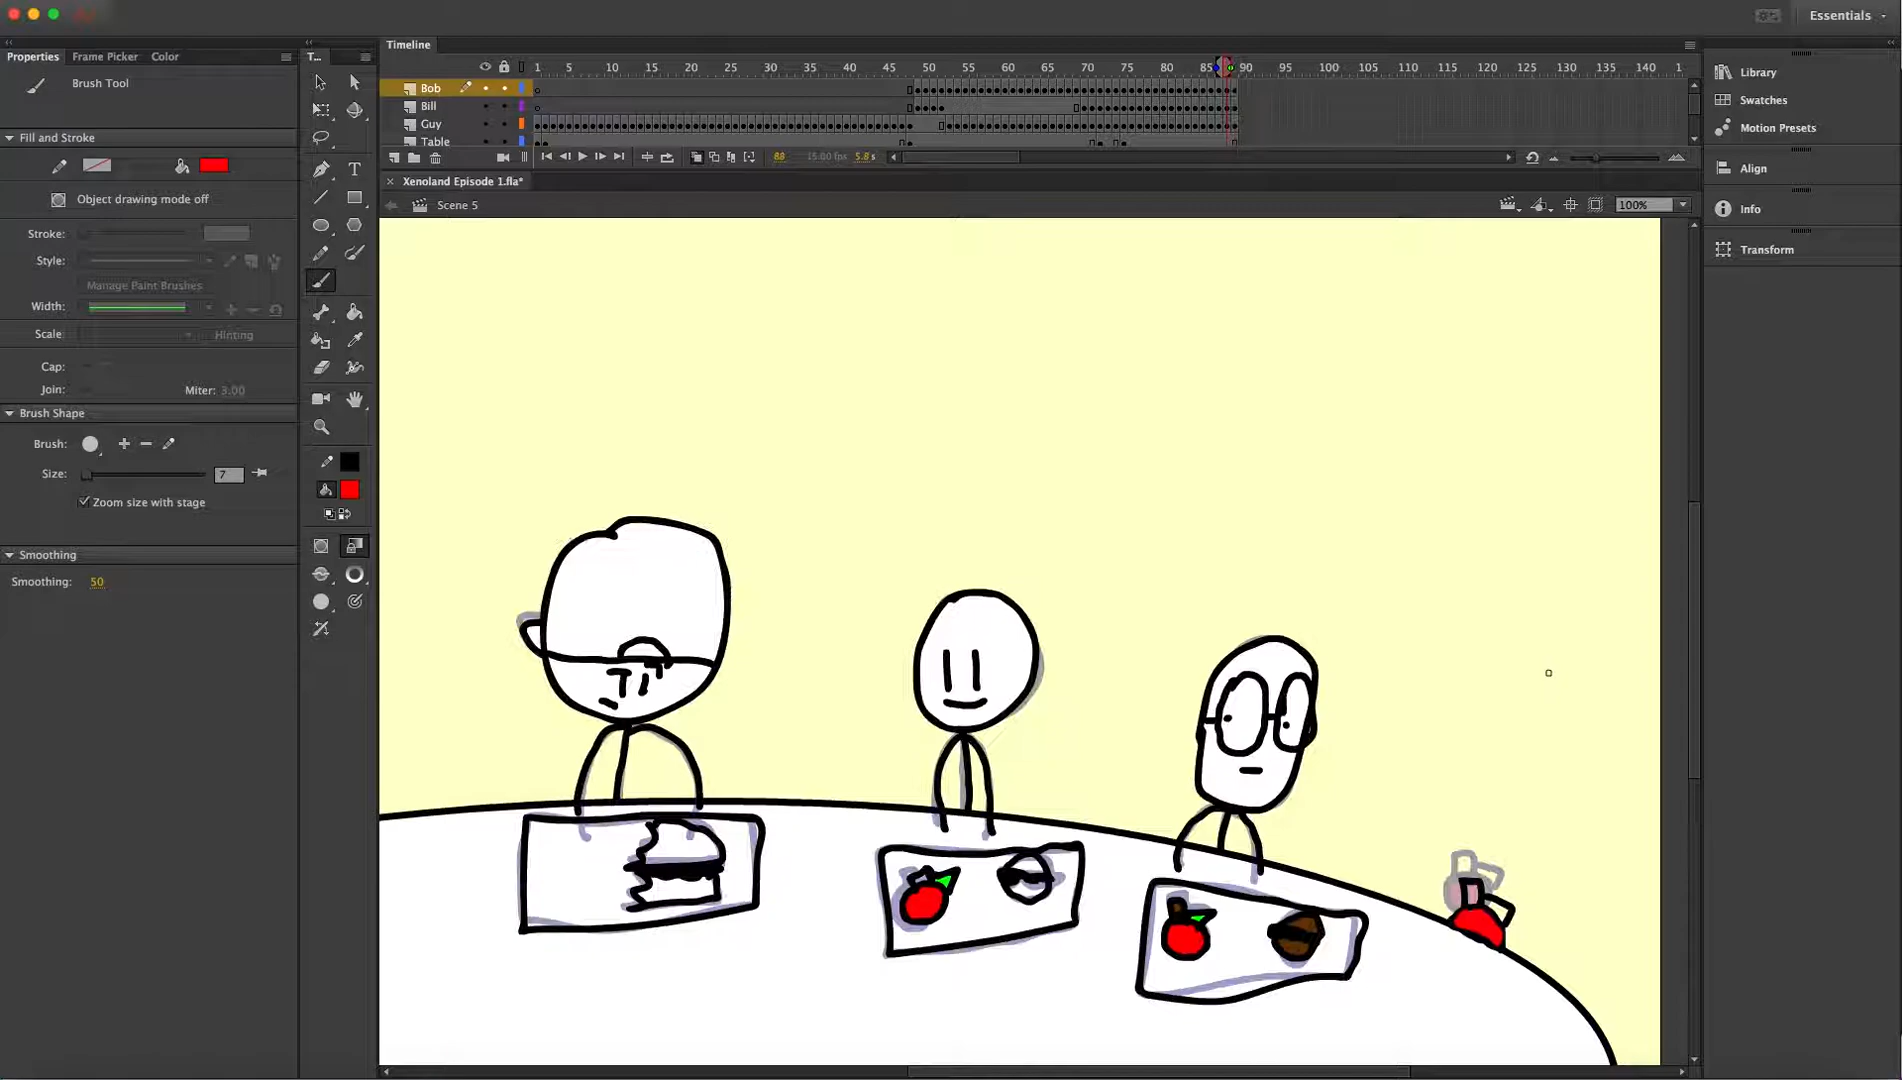 Essentials
Properties Frame Picker Color T... Timeline
Brush Tool
1 5 10 15 20 25 30 35 40 45 50 55 60 65 70 75 80 85 90 95 100 105 110 115 120 125 130 135 140 1
Bob
Bill
Guy
Table
88 15.00 fps 5.8 s
Xenoland Episode 1.fla*
Scene 5
100%
Fill and Stroke
Object drawing mode off
Stroke:
Style:
Manage Paint Brushes
Width:
Scale
Hinting
Cap:
Join:
Miter: 3.00
Brush Shape
Brush:
Size:
7
Zoom size with stage
Smoothing
Smoothing: 50
T
Library
Swatches
Motion Presets
Align
Info
Transform